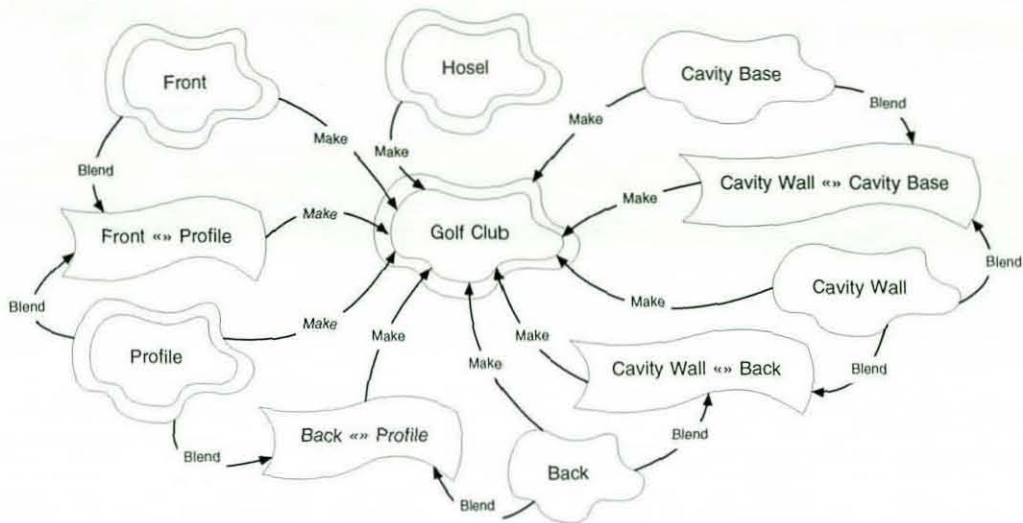 Front
Hosel
Cavity Base
Make
Make
Make
Blend
Blend
Cavity Wall «» Cavity Base
Make
Make
Front «» Profile
Golf Club
Blend
Cavity Wall
Blend
Make
Make
Make
Make
Make
Profile
Cavity Wall «» Back
Blend
Back «» Profile
Blend
Blend
Back
Blend